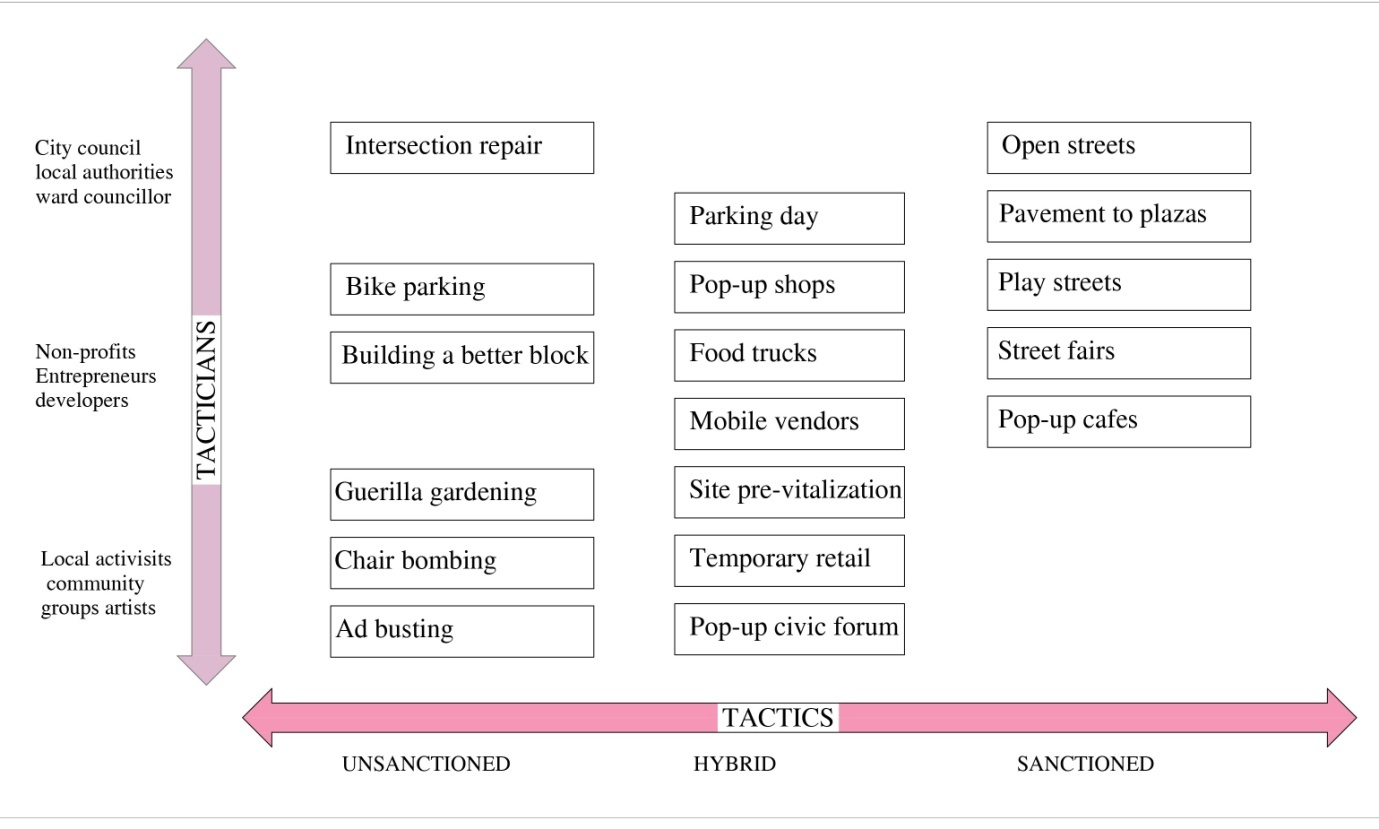 City council
local authorities
ward councillor
Non-profits
Entrepreneurs
developers
Local activisits
community
groups artists
TACTICIANS
Intersection repair
Bike parking
Building a better block
Guerilla gardening
Chair bombing
Ad busting
Parking day
Pop-up shops
Food trucks
Mobile vendors
Site pre-vitalization
Temporary retail
Pop-up civic forum
Open streets
Pavement to plazas
Play streets
Street fairs
Pop-up cafes
TACTICS
UNSANCTIONED
HYBRID
SANCTIONED